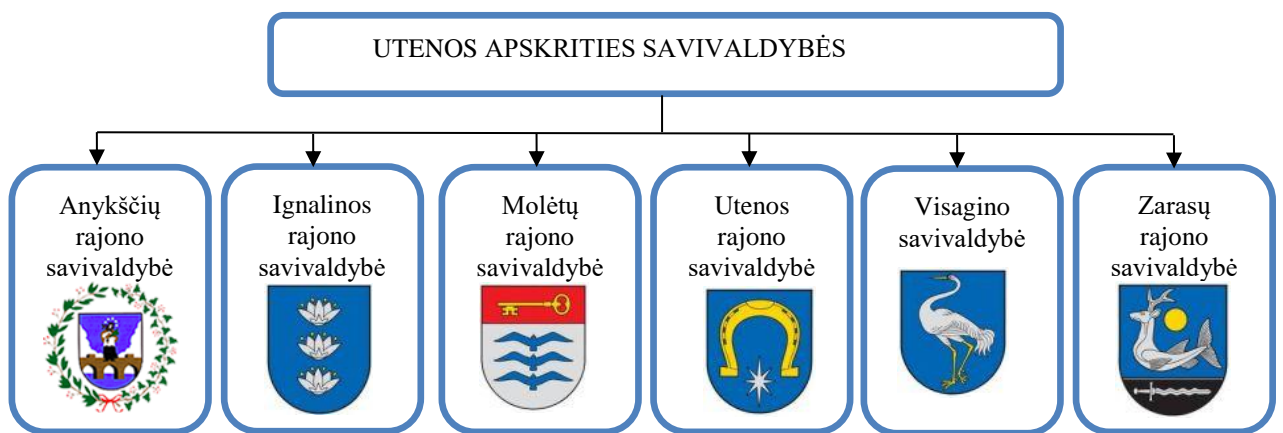 UTENOS APSKRITIES SAVIVALDYBĖS
Anykščių
rajono
savivaldybė
Ignalinos
rajono
savivaldybė
Molėtų
rajono
savivaldybė
Utenos
rajono
savivaldybė
Visagino
savivaldybė
Zarasų
rajono
savivaldybė